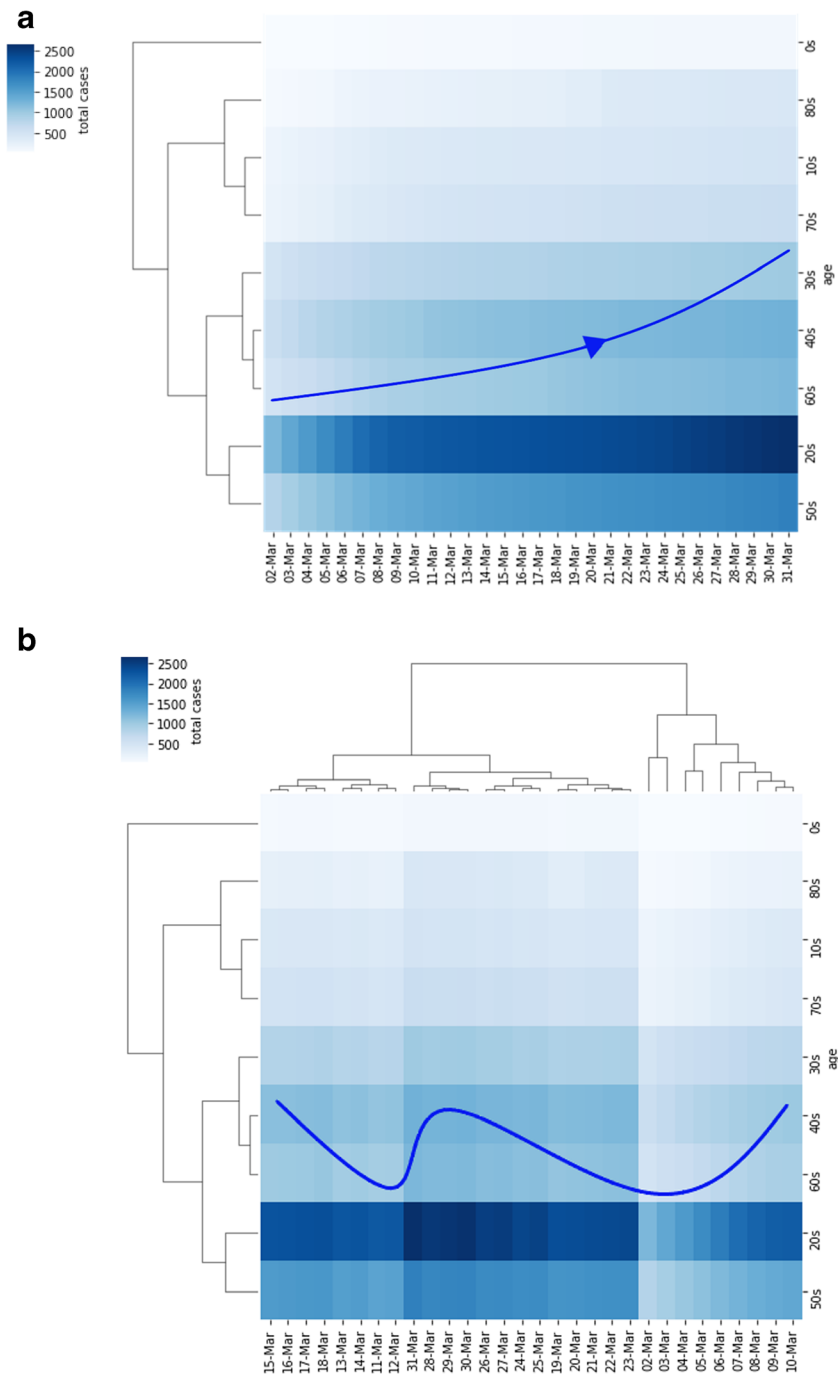 a
2500
2000
1500
1000
500
total cases
0s
80s
10s
70s
30s
40s
60s
20s
50s
age
02-Mar
03-Mar
04-Mar
05-Mar
06-Mar
07-Mar
08-Mar
09-Mar
10-Mar
11-Mar
12-Mar
13-Mar
14-Mar
15-Mar
16-Mar
17-Mar
18-Mar
19-Mar
20-Mar
21-Mar
22-Mar
23-Mar
24-Mar
25-Mar
26-Mar
27-Mar
28-Mar
29-Mar
30-Mar
31-Mar
b
2500
2000
1500
1000
500
total cases
0s
80s
10s
70s
30s
40s
60s
20s
50s
age
15-Mar
16-Mar
17-Mar
18-Mar
13-Mar
14-Mar
11-Mar
12-Mar
31-Mar
28-Mar
29-Mar
30-Mar
26-Mar
27-Mar
24-Mar
25-Mar
19-Mar
20-Mar
21-Mar
22-Mar
23-Mar
02-Mar
03-Mar
04-Mar
05-Mar
06-Mar
07-Mar
08-Mar
09-Mar
10-Mar